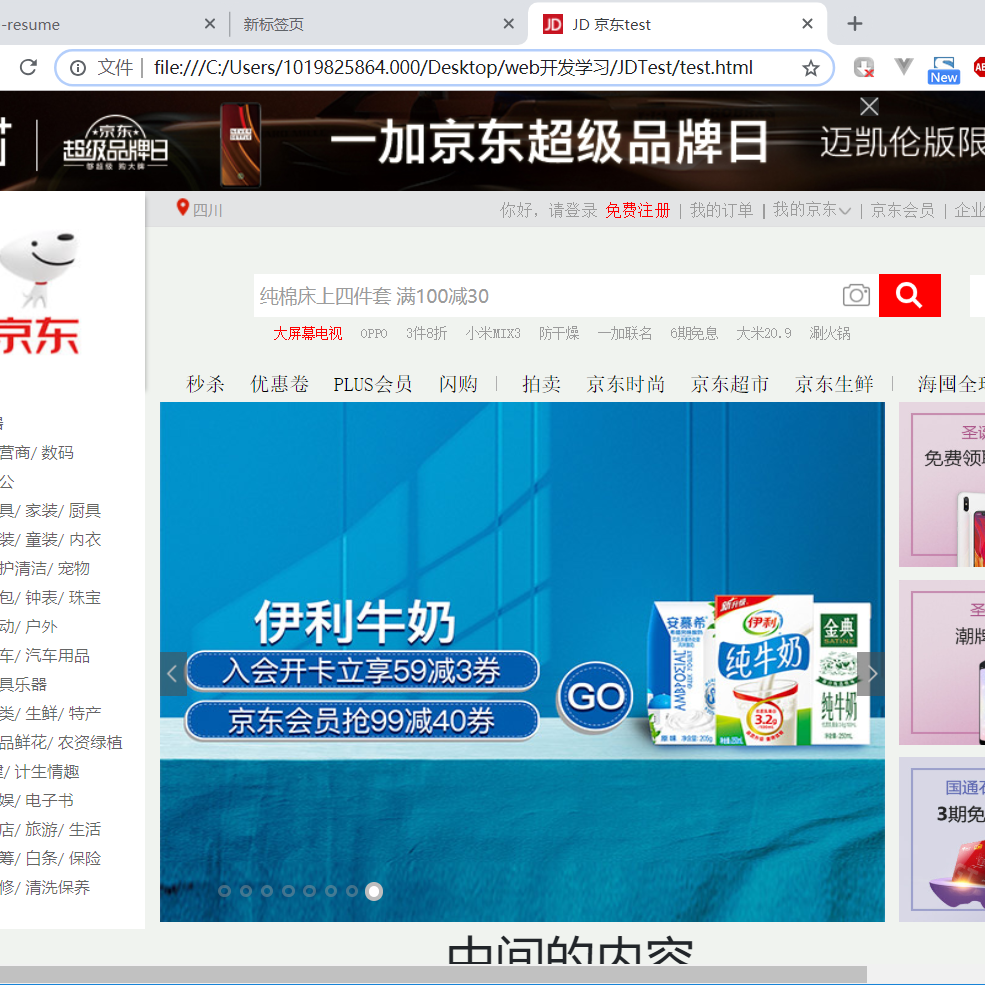 -resume
新标签页
JD 京东test
文件 | file:///C:/Users/1019825864.000/Desktop/web开发学习/JDTest/test.html
New
京东
超级品牌日
一加京东超级品牌日
迈凯伦版限
四川
你好，请登录 免费注册 | 我的订单 | 我的京东 | 京东会员 | 企业
京东
纯棉床上四件套 满100减30
大屏幕电视 OPPO 3件8折 小米MIX3 防干燥 一加联名 6期免息 大米20.9 涮火锅
秒杀 优惠卷 PLUS会员 闪购 | 拍卖 京东时尚 京东超市 京东生鲜 | 海囤全球
营商/ 数码
公
具/ 家装/ 厨具
装/ 童装/ 内衣
护清洁/ 宠物
包/ 钟表/ 珠宝
动/ 户外
车/ 汽车用品
具乐器
类/ 生鲜/ 特产
品鲜花/ 农资绿植
/ 计生情趣
娱/ 电子书
店/ 旅游/ 生活
筹/ 白条/ 保险
修/ 清洗保养
伊利牛奶
入会开卡立享59减3券
京东会员抢99减40券
GO
安慕希
AMBPOƩIAL
新升级
伊利
纯牛奶
3.2g
金典
SATINE
纯牛奶
圣诞
免费领取
圣
潮牌
国通石
3期免
中间的内容